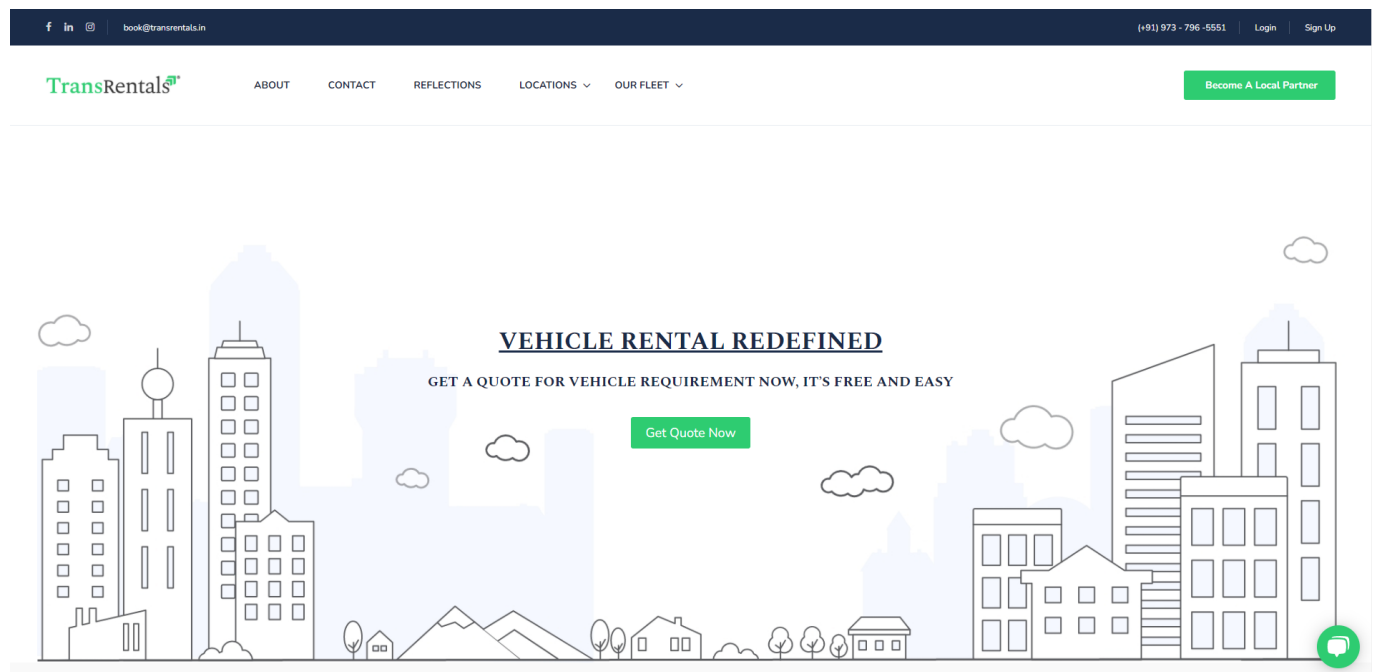 book@transrentals.in
(+91) 973 - 796 -5551
Login
Sign Up
TransRentals
ABOUT
CONTACT
REFLECTIONS
LOCATIONS
OUR FLEET
Become A Local Partner
VEHICLE RENTAL REDEFINED
GET A QUOTE FOR VEHICLE REQUIREMENT NOW, IT'S FREE AND EASY
Get Quote Now